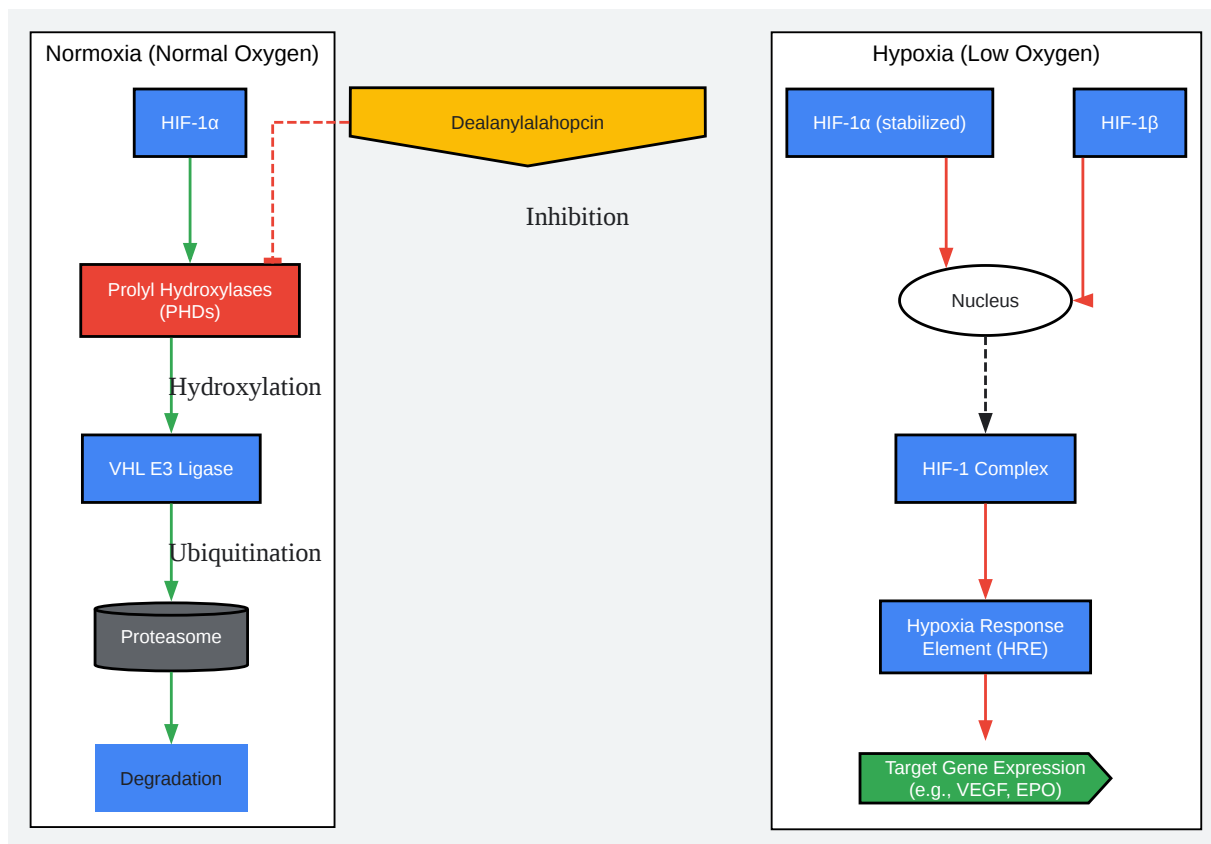 Normoxia (Normal Oxygen)
HIF-1α
Prolyl Hydroxylases
(PHDs)
Hydroxylation
VHL E3 Ligase
Ubiquitination
Proteasome
Degradation
Dealanylalahopcin
Inhibition
Hypoxia (Low Oxygen)
HIF-1α (stabilized)
HIF-1β
Nucleus
HIF-1 Complex
Hypoxia Response
Element (HRE)
Target Gene Expression
(e.g., VEGF, EPO)